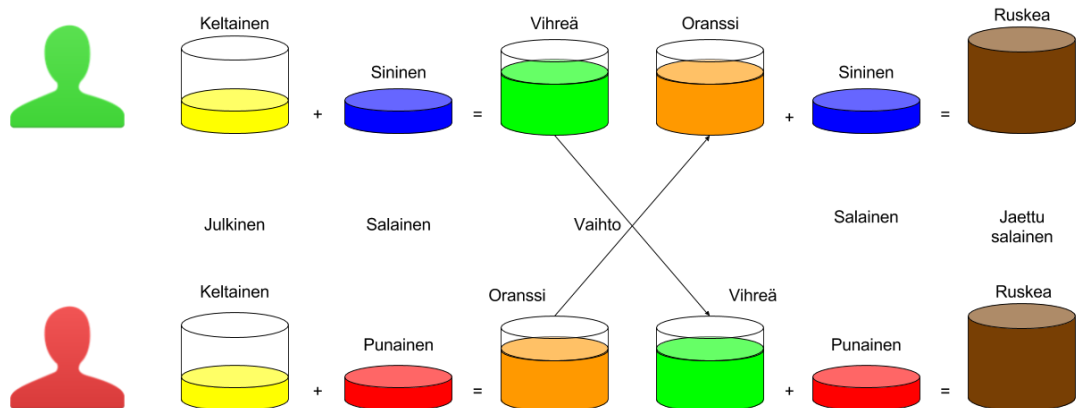 Keltainen
Sininen
Vihreä
Oranssi
Sininen
Ruskea
+
=
+
=
Julkinen
Salainen
Vaihto
Salainen
Jaettu
salainen
Keltainen
Punainen
Oranssi
Vihreä
Punainen
Ruskea
+
=
+
=